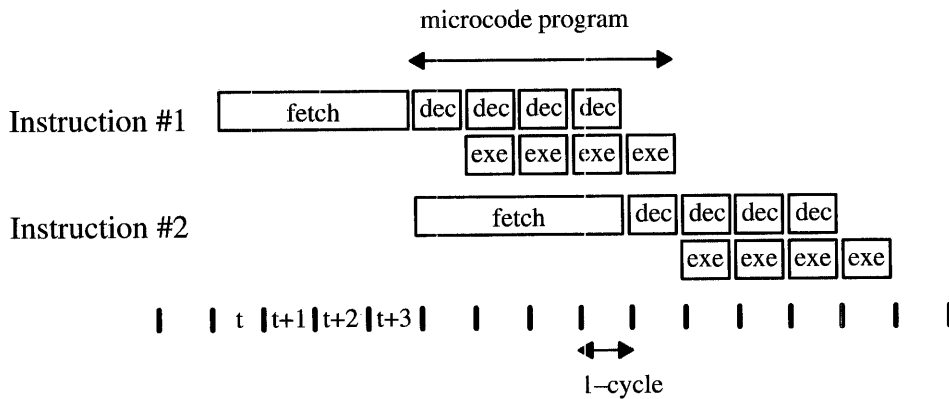 microcode program
Instruction #1 fetch dec dec dec dec
exe exe exe exe
Instruction #2 fetch dec dec dec dec
exe exe exe exe
t t+1 t+2 t+3
1-cycle